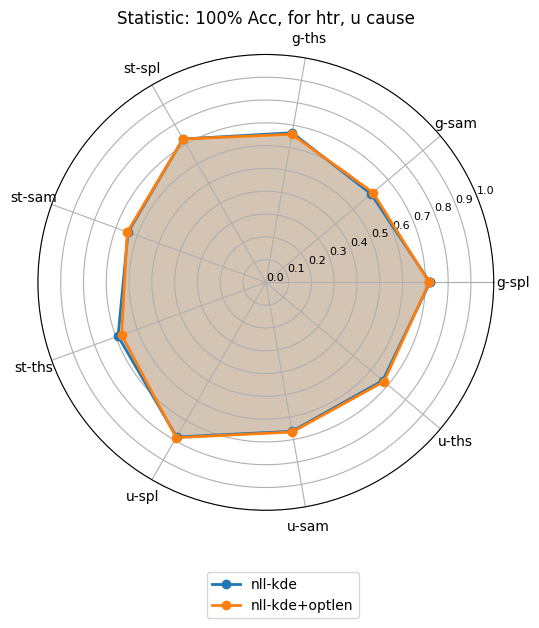 Statistic: 100% Acc, for htr, u cause
g-ths
st-spl
g-sam
st-sam
1.0
0.9
0.8
0.7
0.6
0.5
0.4
0.3
0.2
0.1
0.0
g-spl
st-ths
u-ths
u-spl
u-sam
nll-kde
nll-kde+optlen